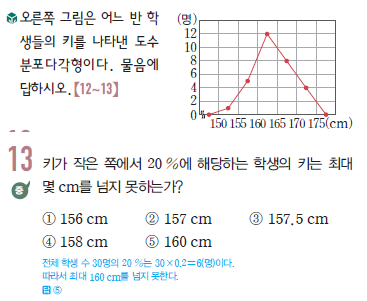 오른쪽 그림은 어느 반 학
생들의 키를 나타낸 도수
분포다각형이다. 물음에
답하시오.【12~13】
(명)
12
10
8
6
4
2
0
150 155 160 165 170 175(cm)
13
중
키가 작은 쪽에서 20 %에 해당하는 학생의 키는 최대
몇 cm를 넘지 못하는가?
① 156 cm ② 157 cm ③ 157.5 cm
④ 158 cm ⑤ 160 cm
전체 학생 수 30명의 20 %는 30×0.2=6(명)이다.
따라서 최대 160 cm를 넘지 못한다.
답 ⑤